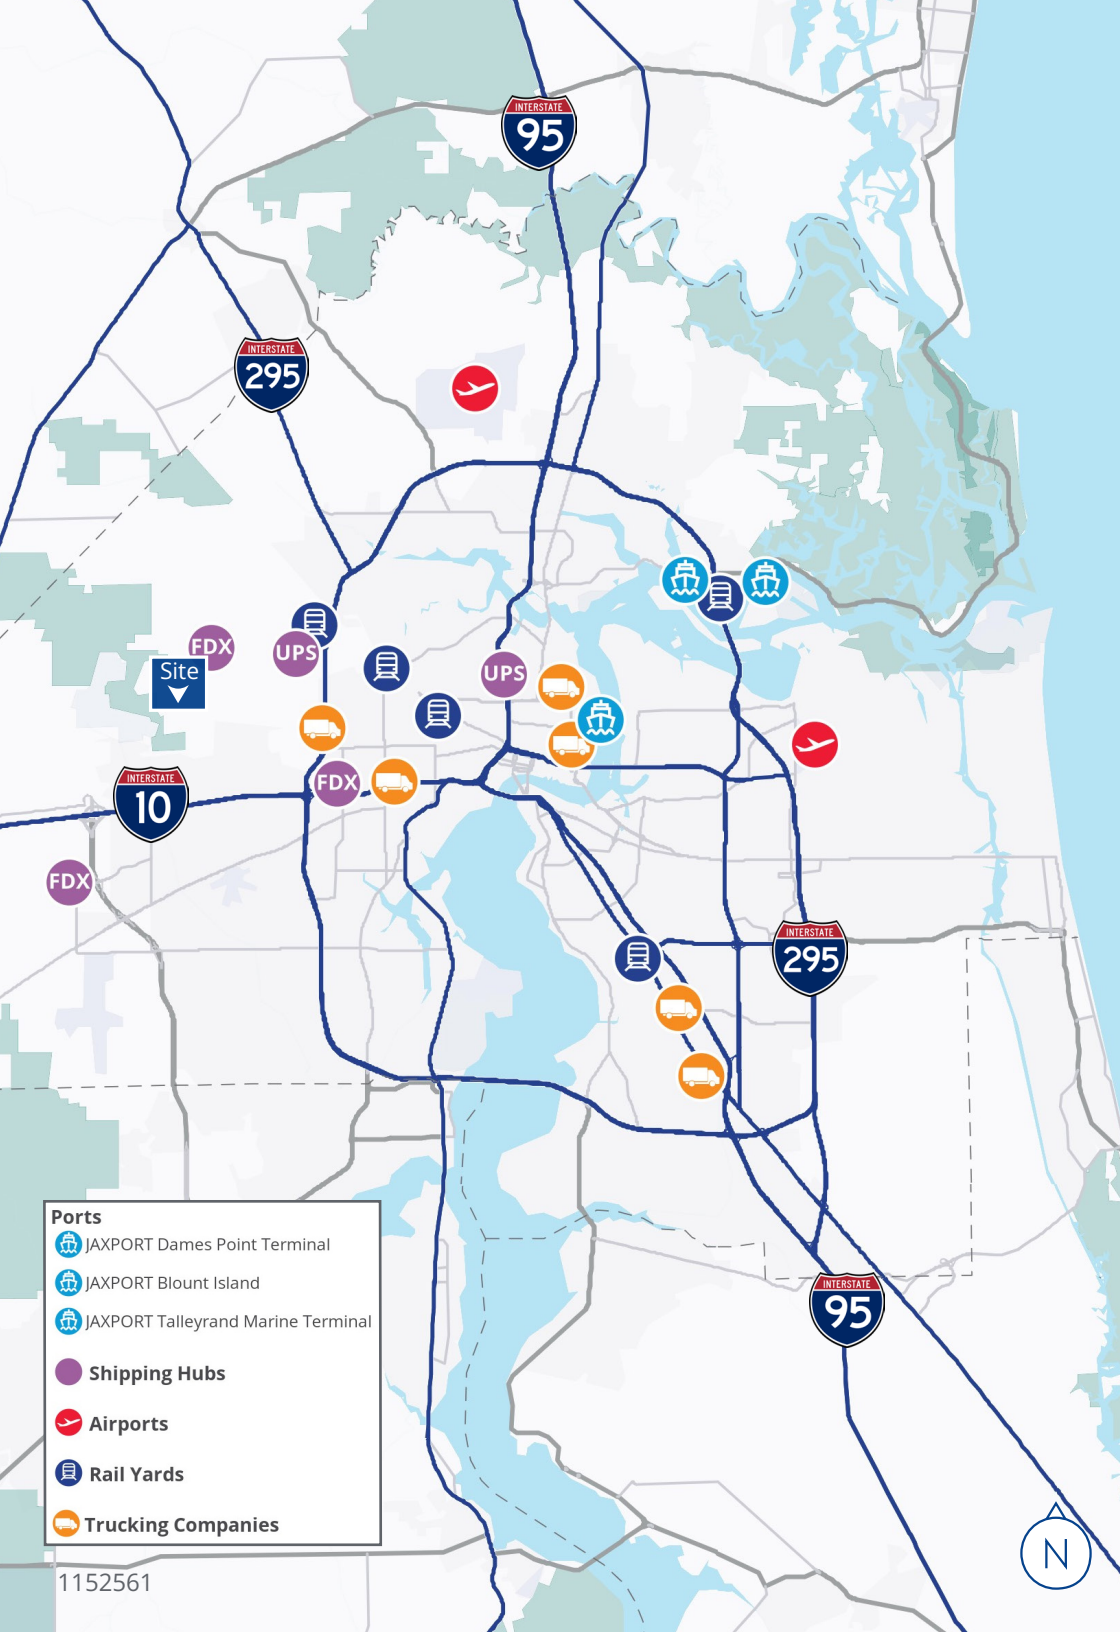 INTERSTATE
95
INTERSTATE
295
FDX
UPS
Site
UPS
INTERSTATE
10
FDX
FDX
INTERSTATE
295
Ports
JAXPORT Dames Point Terminal
JAXPORT Blount Island
JAXPORT Talleyrand Marine Terminal
Shipping Hubs
Airports
Rail Yards
Trucking Companies
INTERSTATE
95
N
1152561